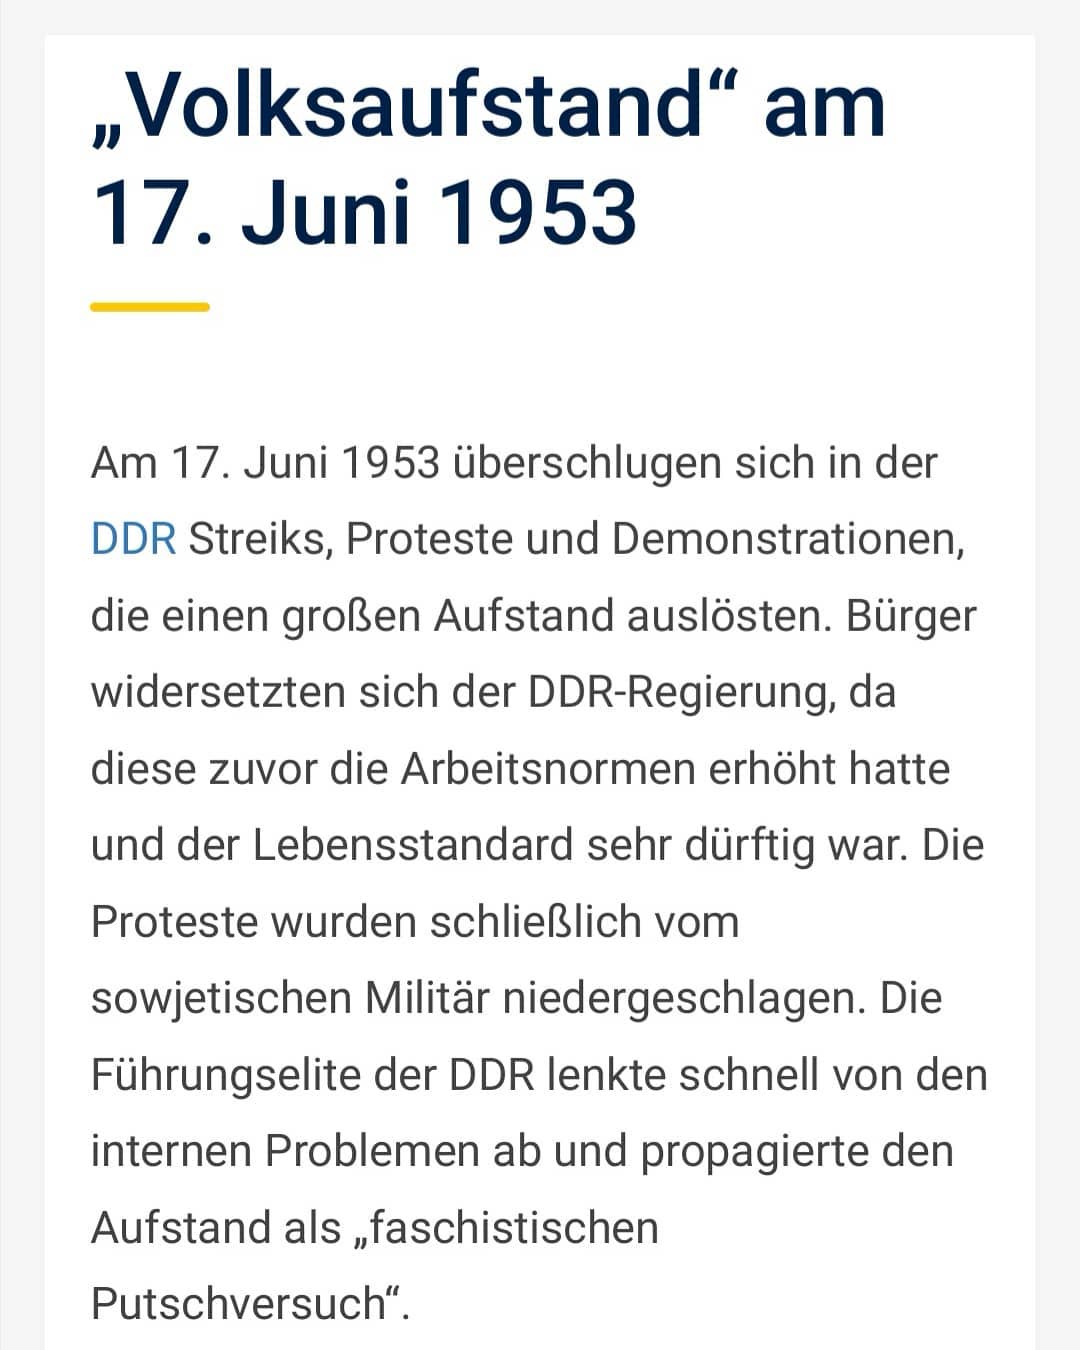 „Volksaufstand“ am
17. Juni 1953
Am 17. Juni 1953 überschlugen sich in der
DDR Streiks, Proteste und Demonstrationen,
die einen großen Aufstand auslösten. Bürger
widersetzten sich der DDR-Regierung, da
diese zuvor die Arbeitsnormen erhöht hatte
und der Lebensstandard sehr dürftig war. Die
Proteste wurden schließlich vom
sowjetischen Militär niedergeschlagen. Die
Führungselite der DDR lenkte schnell von den
internen Problemen ab und propagierte den
Aufstand als „faschistischen
Putschversuch“.